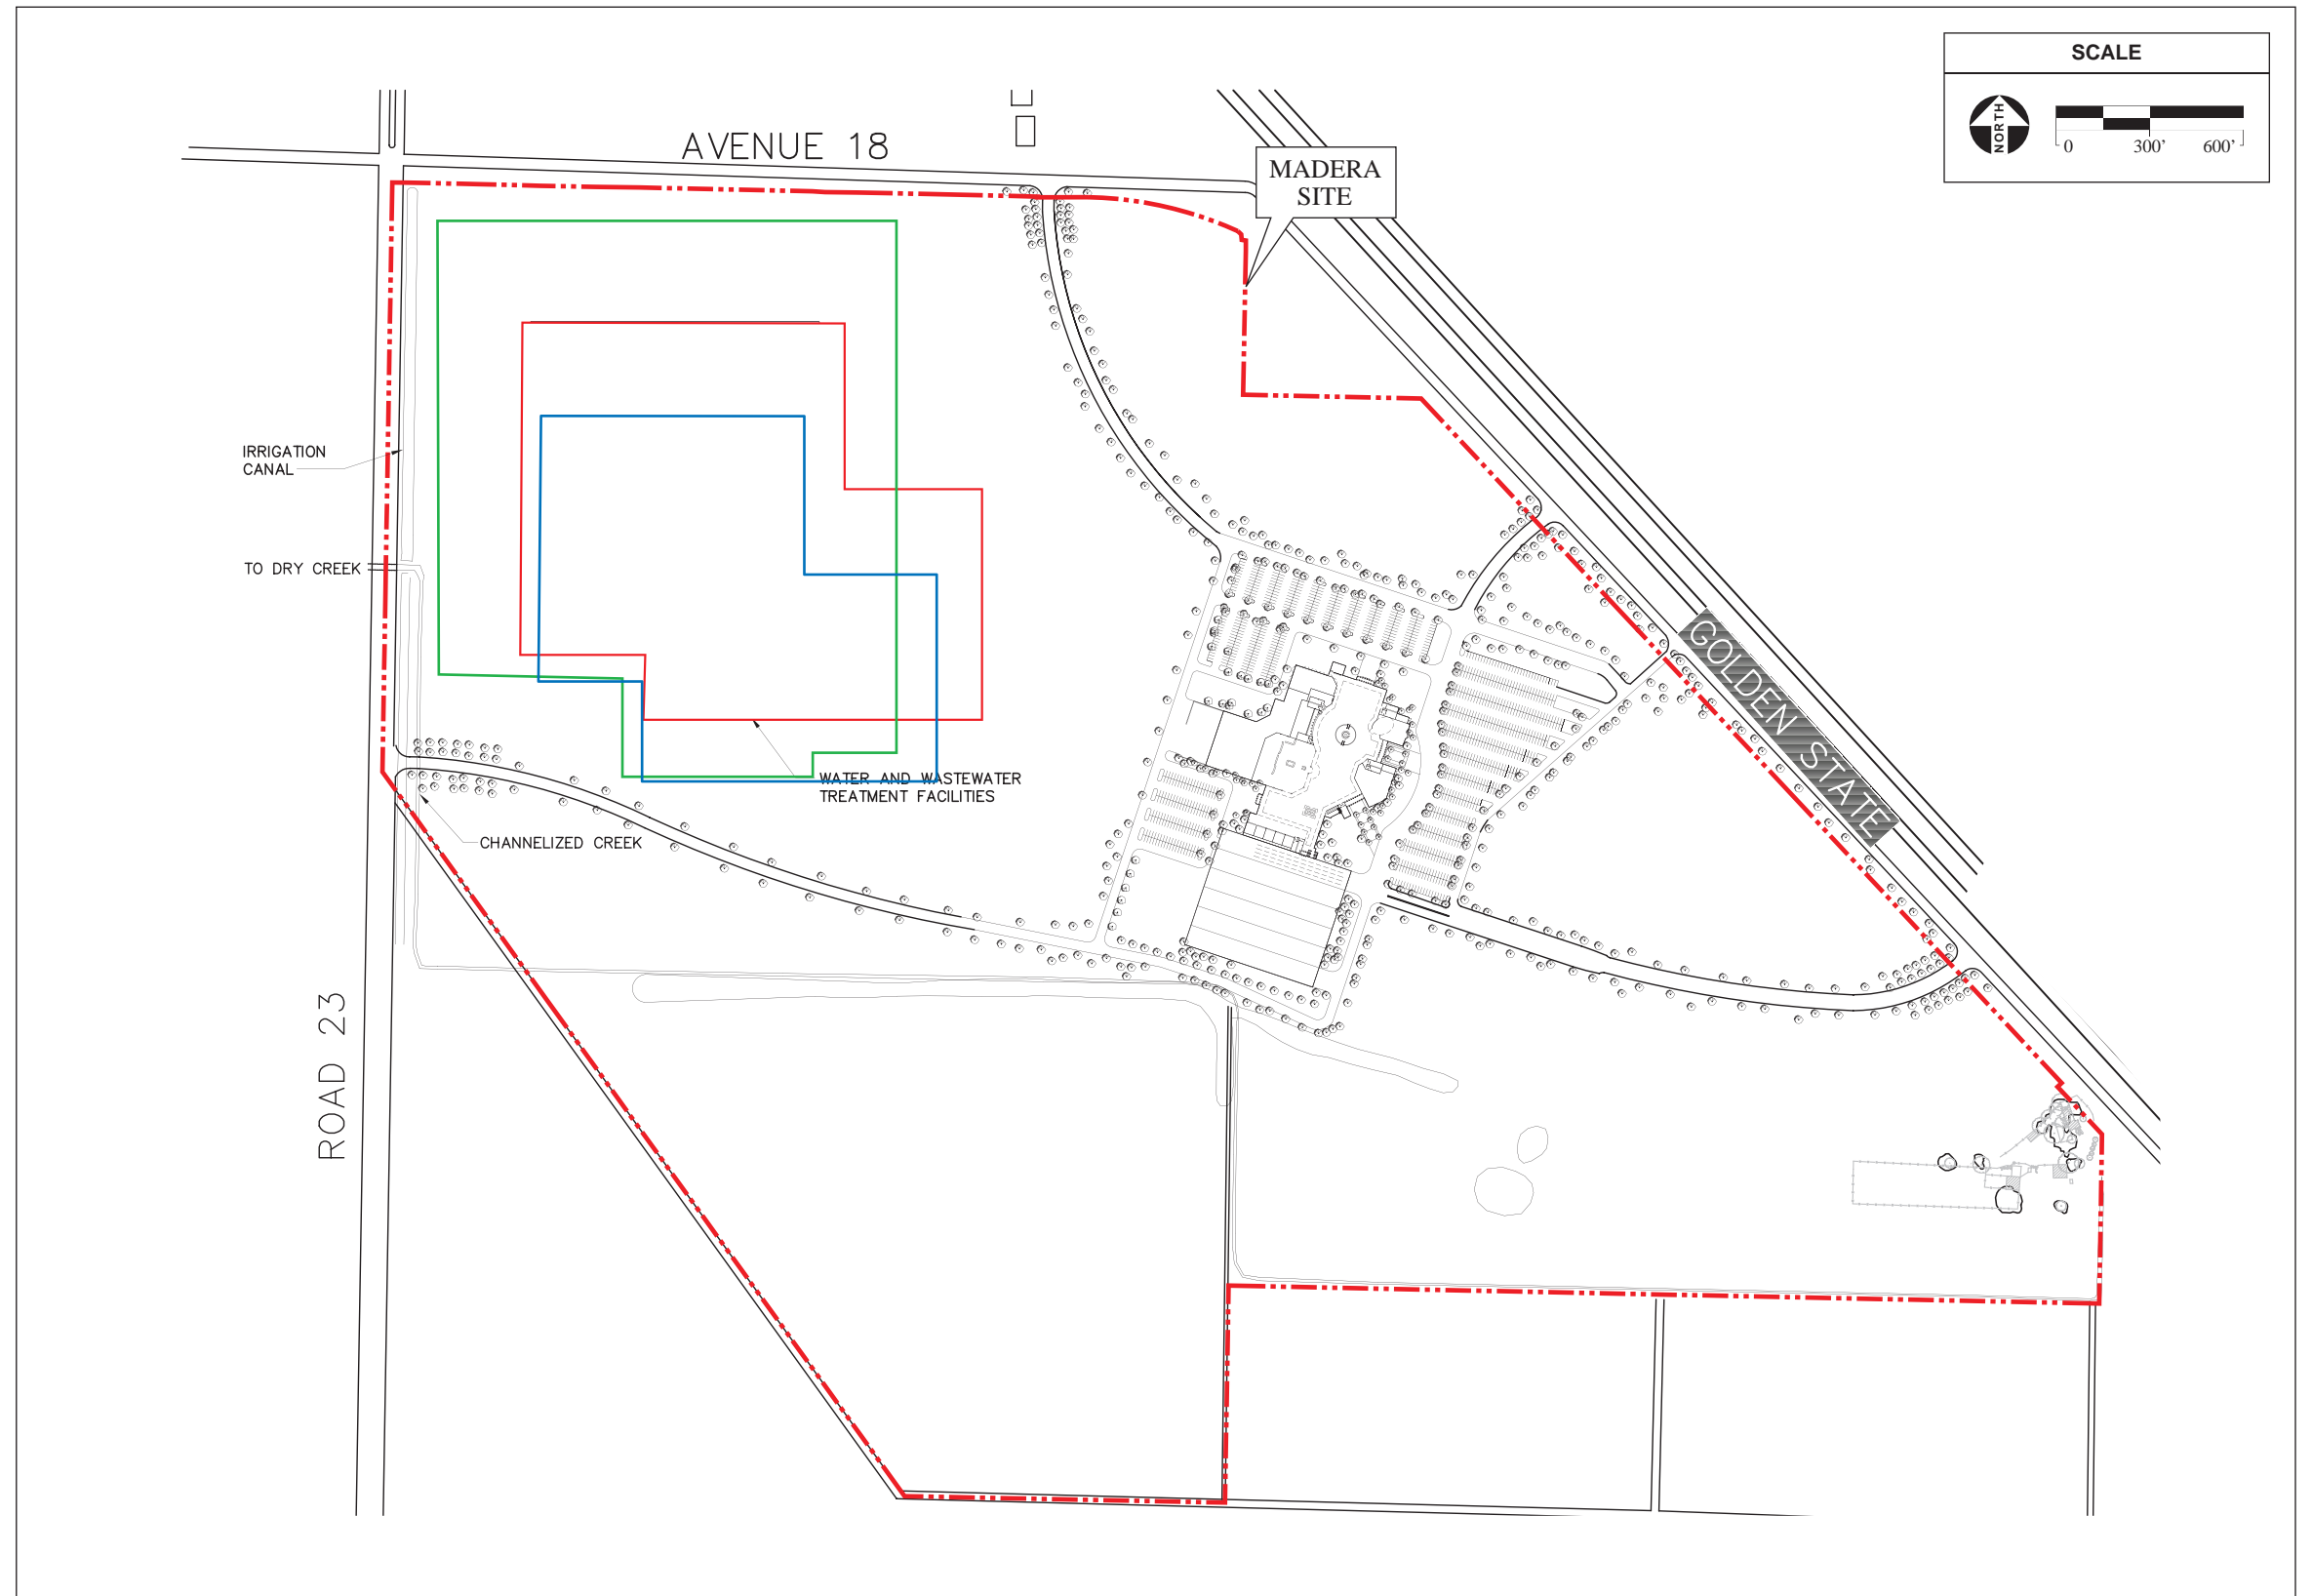 SCALE
NORTH
0 300' 600'
AVENUE 18
MADERA
SITE
IRRIGATION
CANAL
TO DRY CREEK
GOLDEN STATE
WATER AND WASTEWATER
TREATMENT FACILITIES
CHANNELIZED CREEK
ROAD 23